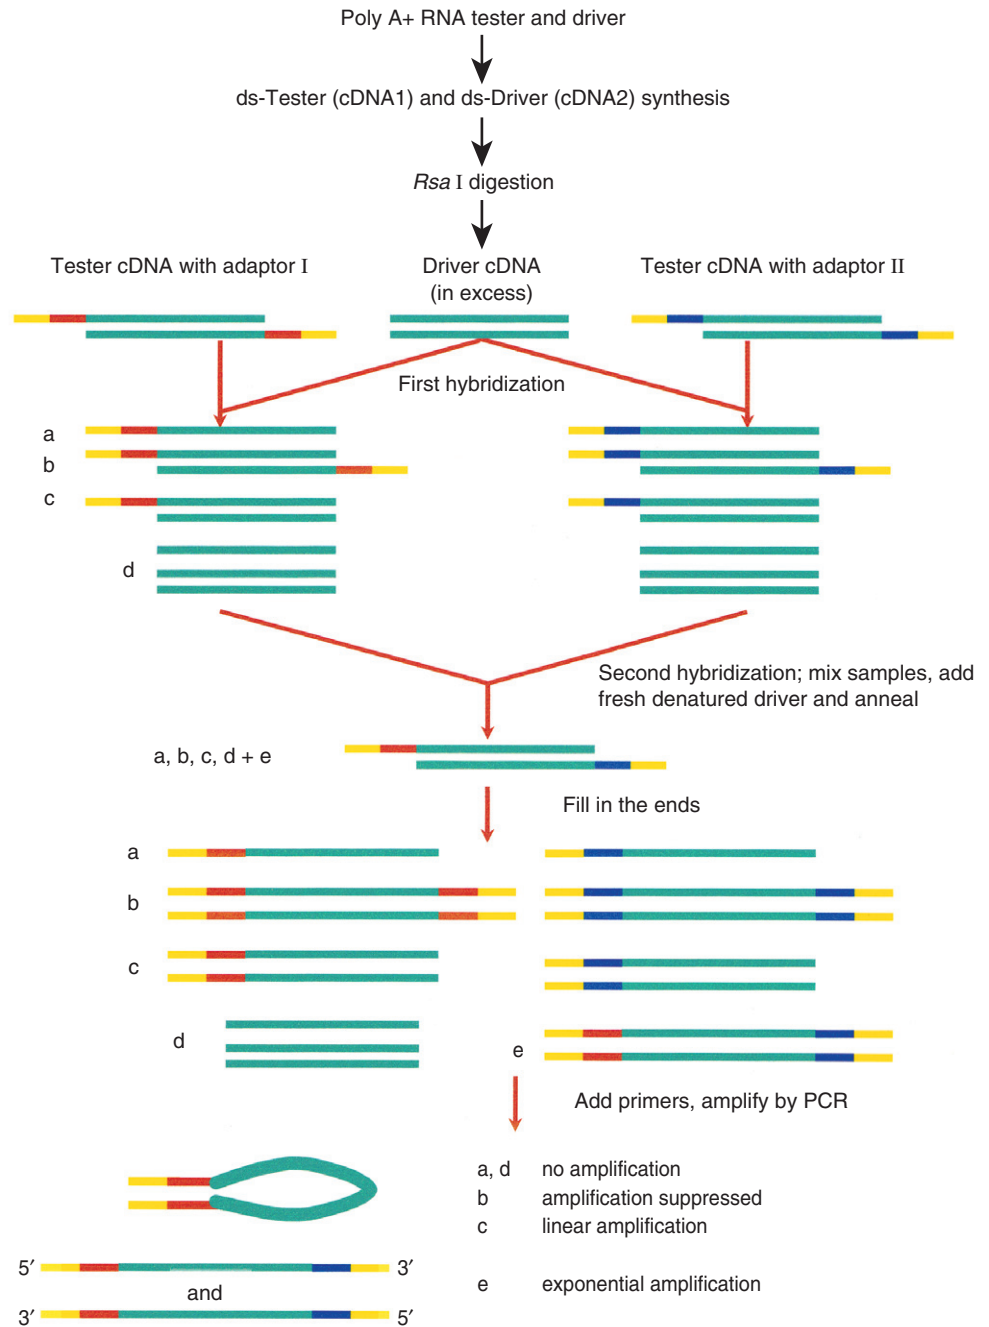 Poly A+ RNA tester and driver
ds-Tester (cDNA1) and ds-Driver (cDNA2) synthesis
Rsa I digestion
Tester cDNA with adaptor I
Driver cDNA
(in excess)
Tester cDNA with adaptor II
First hybridization
a
b
c
d
Second hybridization; mix samples, add
fresh denatured driver and anneal
a, b, c, d + e
Fill in the ends
a
b
c
d
e
Add primers, amplify by PCR
a, d no amplification
b amplification suppressed
c linear amplification
e exponential amplification
5′ 3′
and
3′ 5′